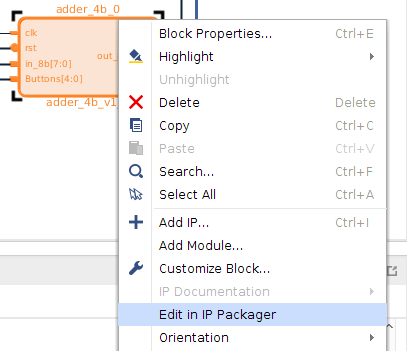 adder_4b_0
clk
rst
in_8b[7:0]
Buttons[4:0]
out_
adder_4b_v1_
Block Properties... Ctrl+E
Highlight
Unhighlight
Delete Delete
Copy Ctrl+C
Paste Ctrl+V
Search... Ctrl+F
Select All Ctrl+A
Add IP... Ctrl+I
Add Module...
Customize Block...
IP Documentation
Edit in IP Packager
Orientation